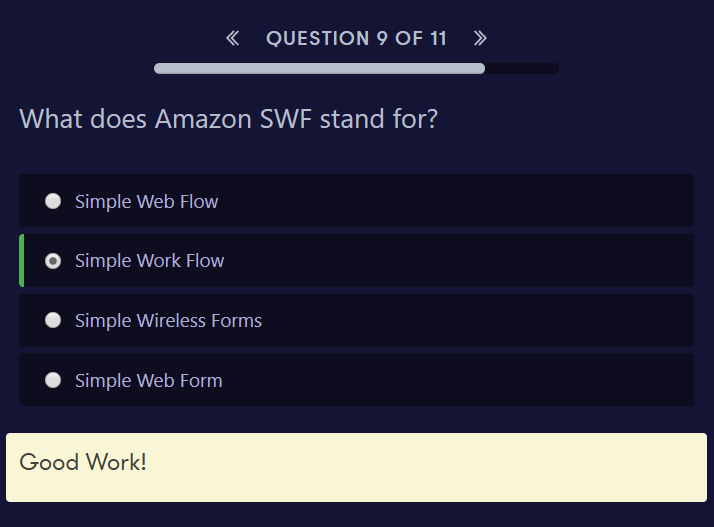 « QUESTION 9 OF 11 »
What does Amazon SWF stand for?
Simple Web Flow
Simple Work Flow
Simple Wireless Forms
Simple Web Form
Good Work!